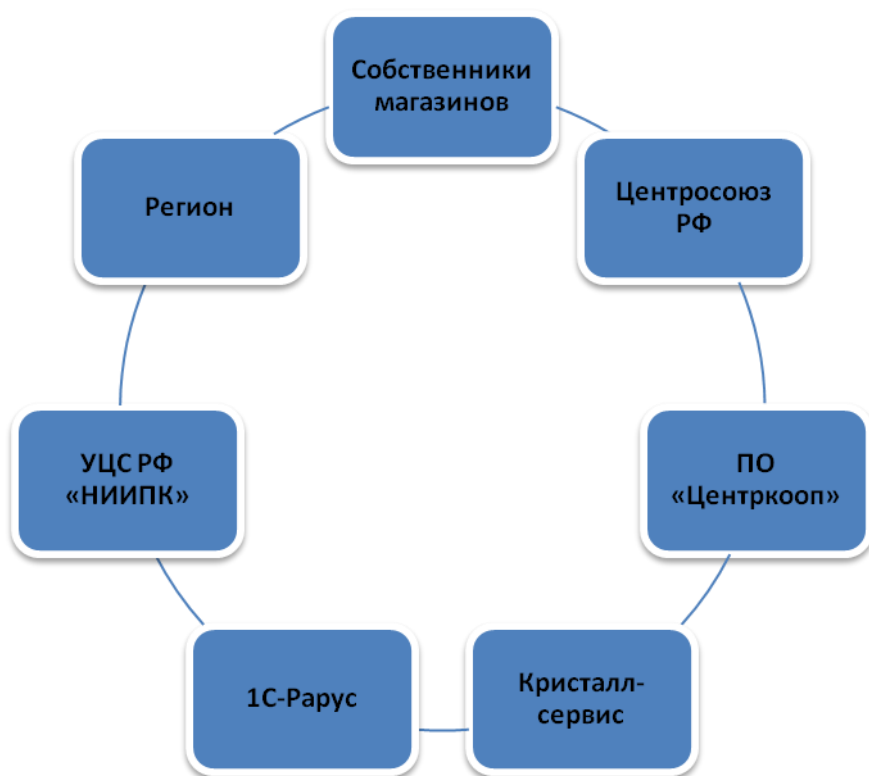 Собственники
магазинов
Центросоюз
РФ
ПО
«Центркооп»
Кристалл-
сервис
1С-Рарус
УЦС РФ
«НИИПК»
Регион